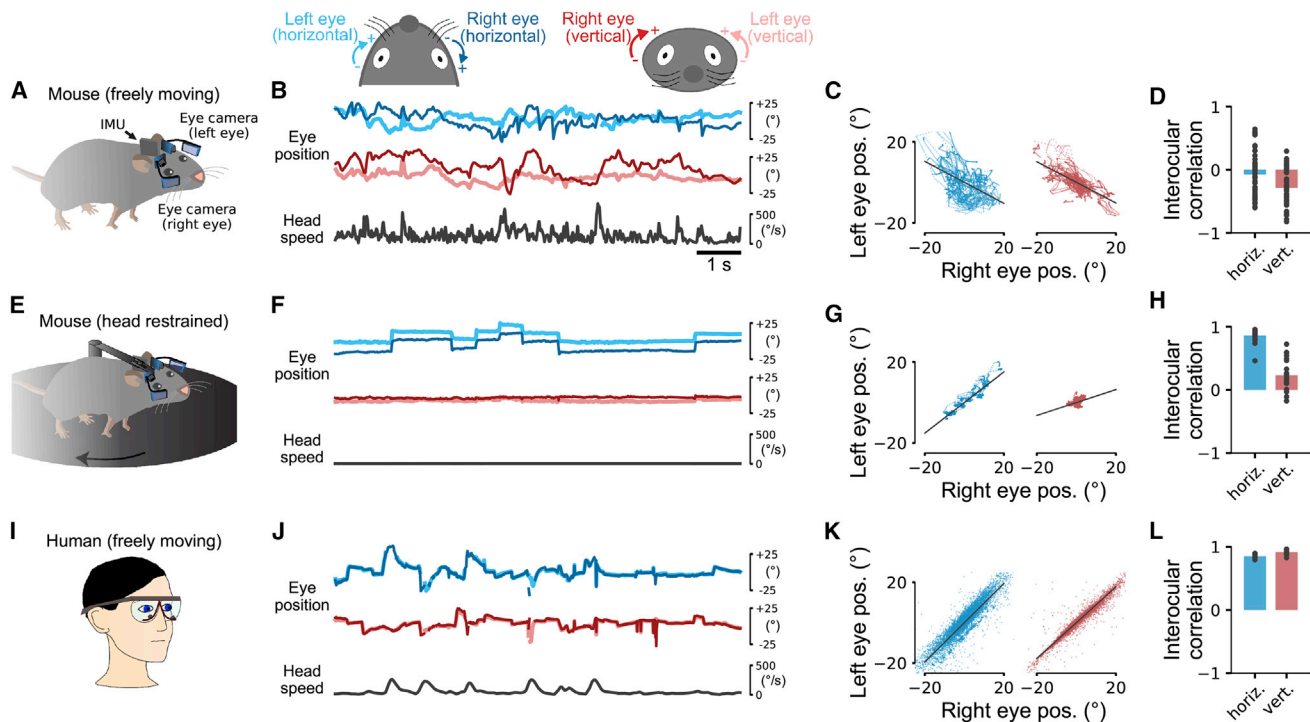 Left eye
(horizontal)
+
-
Right eye
(horizontal)
-
+
Right eye
(vertical)
+
-
Left eye
(vertical)
+
-
A
Mouse (freely moving)
IMU
Eye camera
(left eye)
Eye camera
(right eye)
B
Eye
position
+25
(°)
-25
+25
(°)
-25
Head
speed
500
(°/s)
0
1 s
C
Left eye pos. (°)
20
−20
−20
20
20
Right eye pos. (°)
D
Interocular
correlation
1
0
−1
horiz.
vert.
E
Mouse (head restrained)
F
Eye
position
+25
(°)
-25
+25
(°)
-25
Head
speed
500
(°/s)
0
G
Left eye pos. (°)
20
−20
−20
20
20
Right eye pos. (°)
H
Interocular
correlation
1
0
−1
horiz.
vert.
I
Human (freely moving)
J
Eye
position
+25
(°)
-25
+25
(°)
-25
Head
speed
500
(°/s)
0
K
Left eye pos. (°)
20
−20
−20
20 −20
20
Right eye pos. (°)
L
Interocular
correlation
1
0
−1
horiz.
vert.